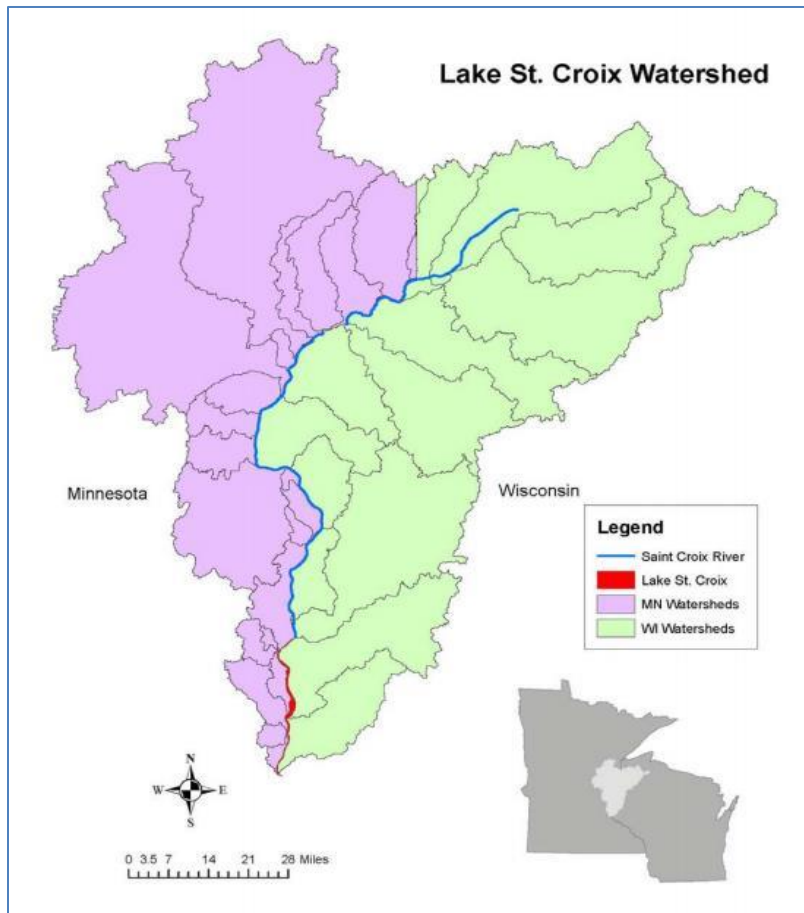 Lake St. Croix Watershed
Minnesota
Wisconsin
Legend
Saint Croix River
Lake St. Croix
MN Watersheds
WI Watersheds
N
W E
S
0 3.5 7 14 21 28 Miles